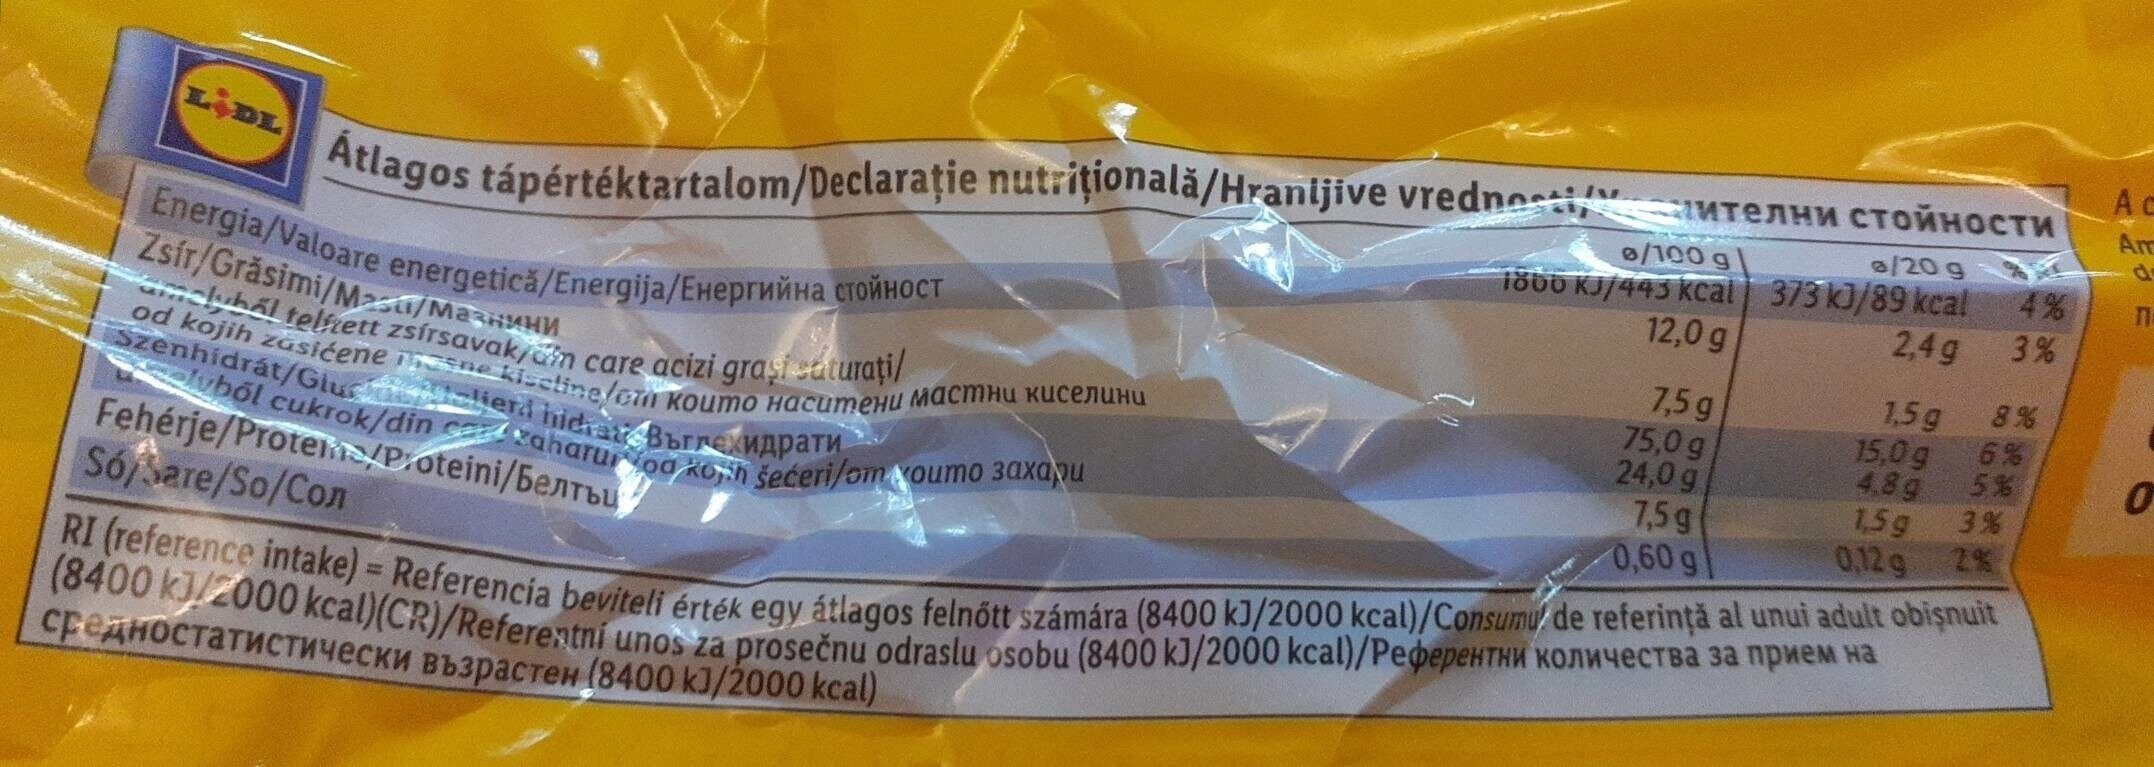 LiDL
Átlagos tápértéktartalom/Declarație nutrițională/Hranljive vrednosti/
стойности
ø/100 g ø/20 g
Energia/Valoare energetică/Energija/Енергийна стойност 1866 kJ/443 kcal 373 kJ/89 kcal 4%
Zsír/Grăsimi/Masti/Мазнини 12,0 g 2,4 g 3%
amelyből telített zsírsavak/din care acizi grași saturați/
od kojih zasićene masne kiseline/от които наситени мастни киселини 7,5 g 1,5 g 8%
Szénhidrát/ hidrati/Въглехидрати 75,0 g 15,0 g 6%
amelyből cukrok/din care zaharuri/od kojih šećeri/от които захари 24,0 g 4,8 g 5%
Fehérje/Proteine/Proteini/Белтъци 7,5 g 1,5 g 3%
Só/Sare/So/Сол 0,60 g 0,12 g 2%
RI (reference intake) = Referencia beviteli érték egy átlagos felnőtt számára (8400 kJ/2000 kcal)/Consumul de referință al unui adult obișnuit
(8400 kJ/2000 kcal)(CR)/Referentni unos za prosečnu odraslu osobu (8400 kJ/2000 kcal)/Референтни количества за прием на
средностатистически възрастен (8400 kJ/2000 kcal)